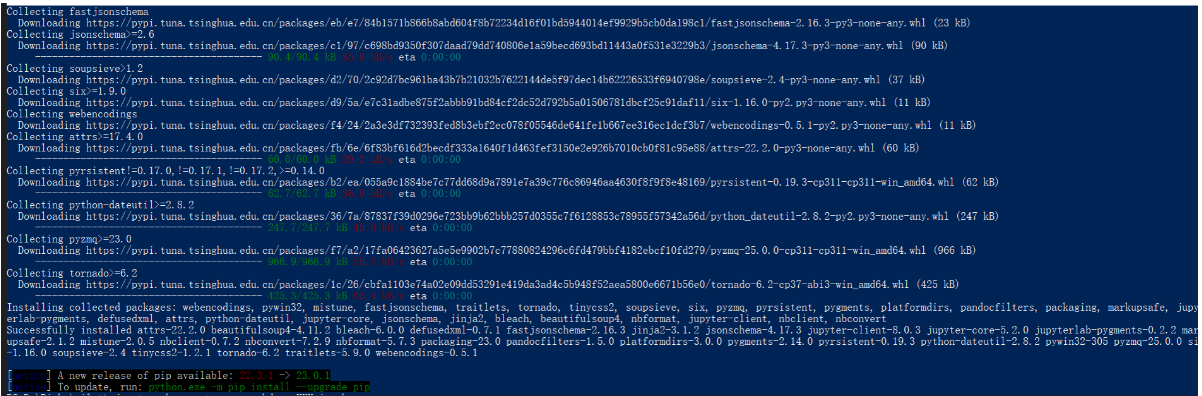 Collecting fastjsonschema
Downloading https://pypi.tuna.tsinghua.edu.cn/packages/eb/e7/84b1571b866b8abd604f8b72234d16f01bd5944014ef9929b5cb0da198c1/fastjsonschema-2.16.3-py3-none-any.whl (23 kB)
Collecting jsonschema>=2.6
Downloading https://pypi.tuna.tsinghua.edu.cn/packages/c1/97/c698bd9350f307daad79dd740806e1a59becd693bd11443a0f531e3229b3/jsonschema-4.17.3-py3-none-any.whl (90 kB)
---------------------------------------- 90.4/90.4 kB eta 0:00:00
Collecting soupsieve>1.2
Downloading https://pypi.tuna.tsinghua.edu.cn/packages/d2/70/2c92d7bc961ba43b7b21032b7622144de5f97dec14b62226533f6940798e/soupsieve-2.4-py3-none-any.whl (37 kB)
Collecting six>=1.9.0
Downloading https://pypi.tuna.tsinghua.edu.cn/packages/d9/5a/e7c31adbe875f2abbb91bd84cf2dc52d792b5a01506781dbcf25c91daf11/six-1.16.0-py2.py3-none-any.whl (11 kB)
Collecting webencodings
Downloading https://pypi.tuna.tsinghua.edu.cn/packages/f4/24/2a3e3df732393fed8b3ebf2ec078f05546de641fe1b667ee316ec1dcf3b7/webencodings-0.5.1-py2.py3-none-any.whl (11 kB)
Collecting attrs>=17.4.0
Downloading https://pypi.tuna.tsinghua.edu.cn/packages/fb/6e/6f83bf616d2becdf333a1640f1d463fef3150e2e926b7010cb0f81c95e88/attrs-22.2.0-py3-none-any.whl (60 kB)
---------------------------------------- 60.0/60.0 kB eta 0:00:00
Collecting pyrsistent!=0.17.0,!=0.17.1,!=0.17.2,>=0.14.0
Downloading https://pypi.tuna.tsinghua.edu.cn/packages/b2/ea/055a9c1884be7c77dd68d9a7891e7a39c776c86946aa4630f8f9f8e48169/pyrsistent-0.19.3-cp311-cp311-win_amd64.whl (62 kB)
---------------------------------------- 62.7/62.7 kB eta 0:00:00
Collecting python-dateutil>=2.8.2
Downloading https://pypi.tuna.tsinghua.edu.cn/packages/36/7a/87837f39d0296e723bb9b62bbb257d0355c7f6128853c78955f57342a56d/python_dateutil-2.8.2-py2.py3-none-any.whl (247 kB)
---------------------------------------- 247.7/247.7 kB eta 0:00:00
Collecting pyzmq>=23.0
Downloading https://pypi.tuna.tsinghua.edu.cn/packages/f7/a2/17fa06423627a5e5e9902b7c77880824296c6fd479bbf4182ebcf10fd279/pyzmq-25.0.0-cp311-cp311-win_amd64.whl (966 kB)
---------------------------------------- 966.9/966.9 kB eta 0:00:00
Collecting tornado>=6.2
Downloading https://pypi.tuna.tsinghua.edu.cn/packages/1c/26/cbfa1103e74a02e09dd53291e419da3ad4c5b948f52aea5800e6671b56e0/tornado-6.2-cp37-abi3-win_amd64.whl (425 kB)
---------------------------------------- 425.3/425.3 kB eta 0:00:00
Installing collected packages: webencodings, pywin32, mistune, fastjsonschema, traitlets, tornado, tinycss2, soupsieve, six, pyzmq, pyrsistent, pygments, platformdirs, pandocfilters, packaging, markupsafe, jupy
erlab-pygments, defusedxml, attrs, python-dateutil, jupyter-core, jsonschema, jinja2, bleach, beautifulsoup4, nbformat, jupyter-client, nbclient, nbconvert
Successfully installed attrs-22.2.0 beautifulsoup4-4.11.2 bleach-6.0.0 defusedxml-0.7.1 fastjsonschema-2.16.3 jinja2-3.1.2 jsonschema-4.17.3 jupyter-client-8.0.3 jupyter-core-5.2.0 jupyterlab-pygments-0.2.2 mar
upsafe-2.1.2 mistune-2.0.5 nbclient-0.7.2 nbconvert-7.2.9 nbformat-5.7.3 packaging-23.0 pandocfilters-1.5.0 platformdirs-3.0.0 pygments-2.14.0 pyrsistent-0.19.3 python-dateutil-2.8.2 pywin32-305 pyzmq-25.0.0 si
-1.16.0 soupsieve-2.4 tinycss2-1.2.1 tornado-6.2 traitlets-5.9.0 webencodings-0.5.1
[notice] A new release of pip available: 22.3.1 -> 23.0.1
[notice] To update, run: python.exe -m pip install --upgrade pip